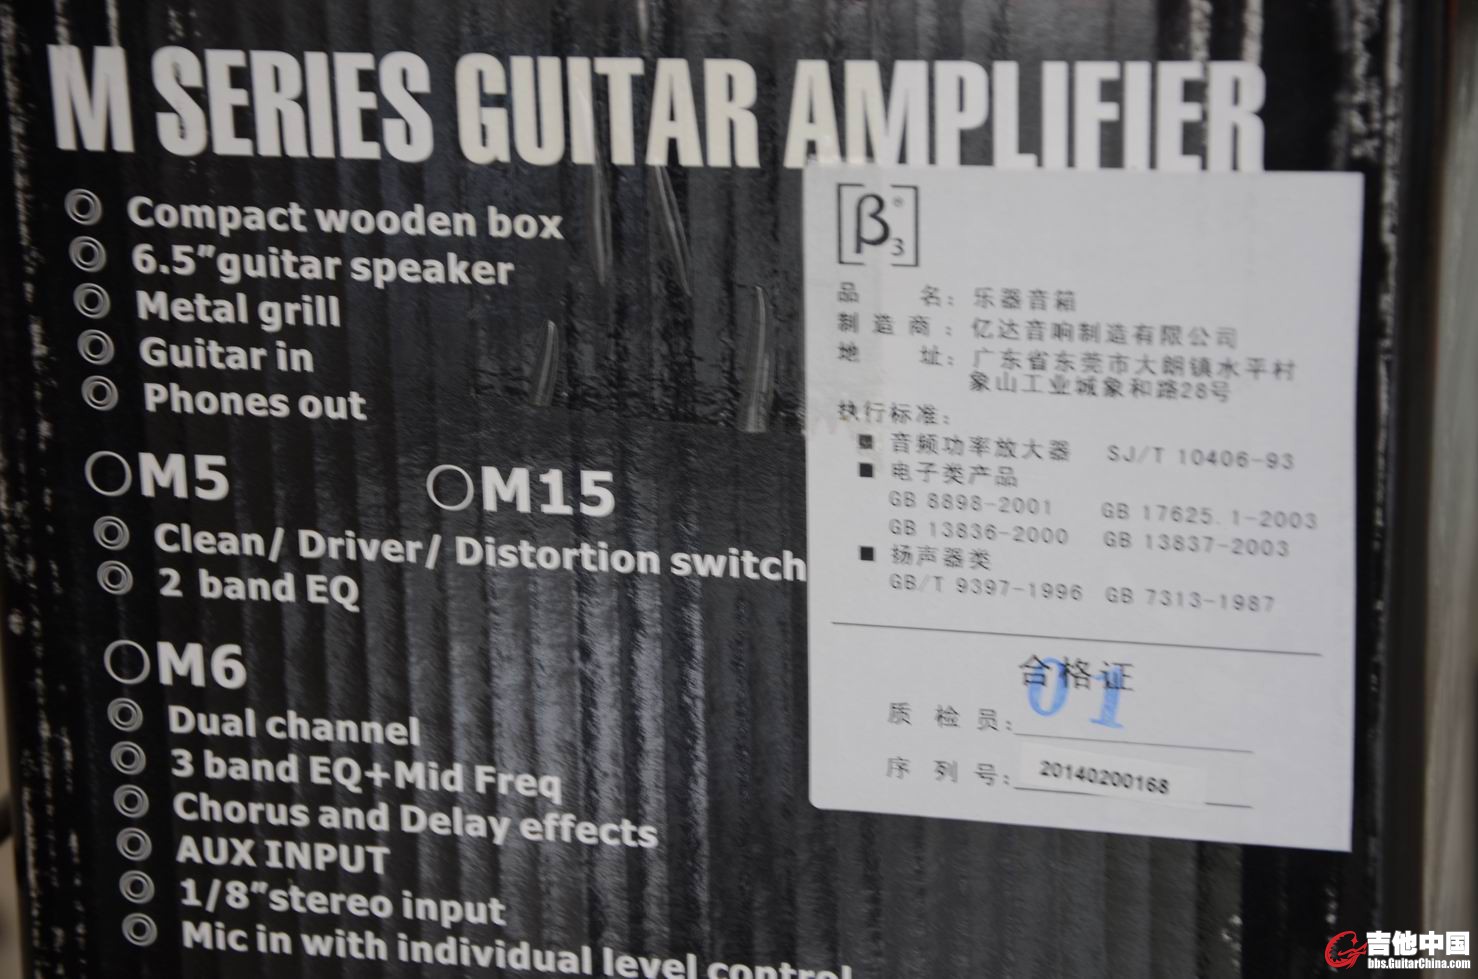 M SERIES GUITAR AMPLIFIER
Compact wooden box
6.5"guitar speaker
Metal grill
Guitar in
Phones out
M5
M15
Clean/ Driver/ Distortion switch
2 band EQ
M6
Dual channel
3 band EQ+Mid Freq
Chorus and Delay effects
AUX INPUT
1/8"stereo input
Mic in with individual level control
β3®
品 名：乐器音箱
制造商：亿达音响制造有限公司
地 址：广东省东莞市大朗镇水平村
象山工业城象和路28号
执行标准：
■ 音频功率放大器 SJ/T 10406-93
■ 电子类产品
GB 8898-2001 GB 17625.1-2003
GB 13836-2000 GB 13837-2003
■ 扬声器类
GB/T 9397-1996 GB 7313-1987
合格证
质检员：01
序列号：20140200168
吉他中国
bbs.GuitarChina.com